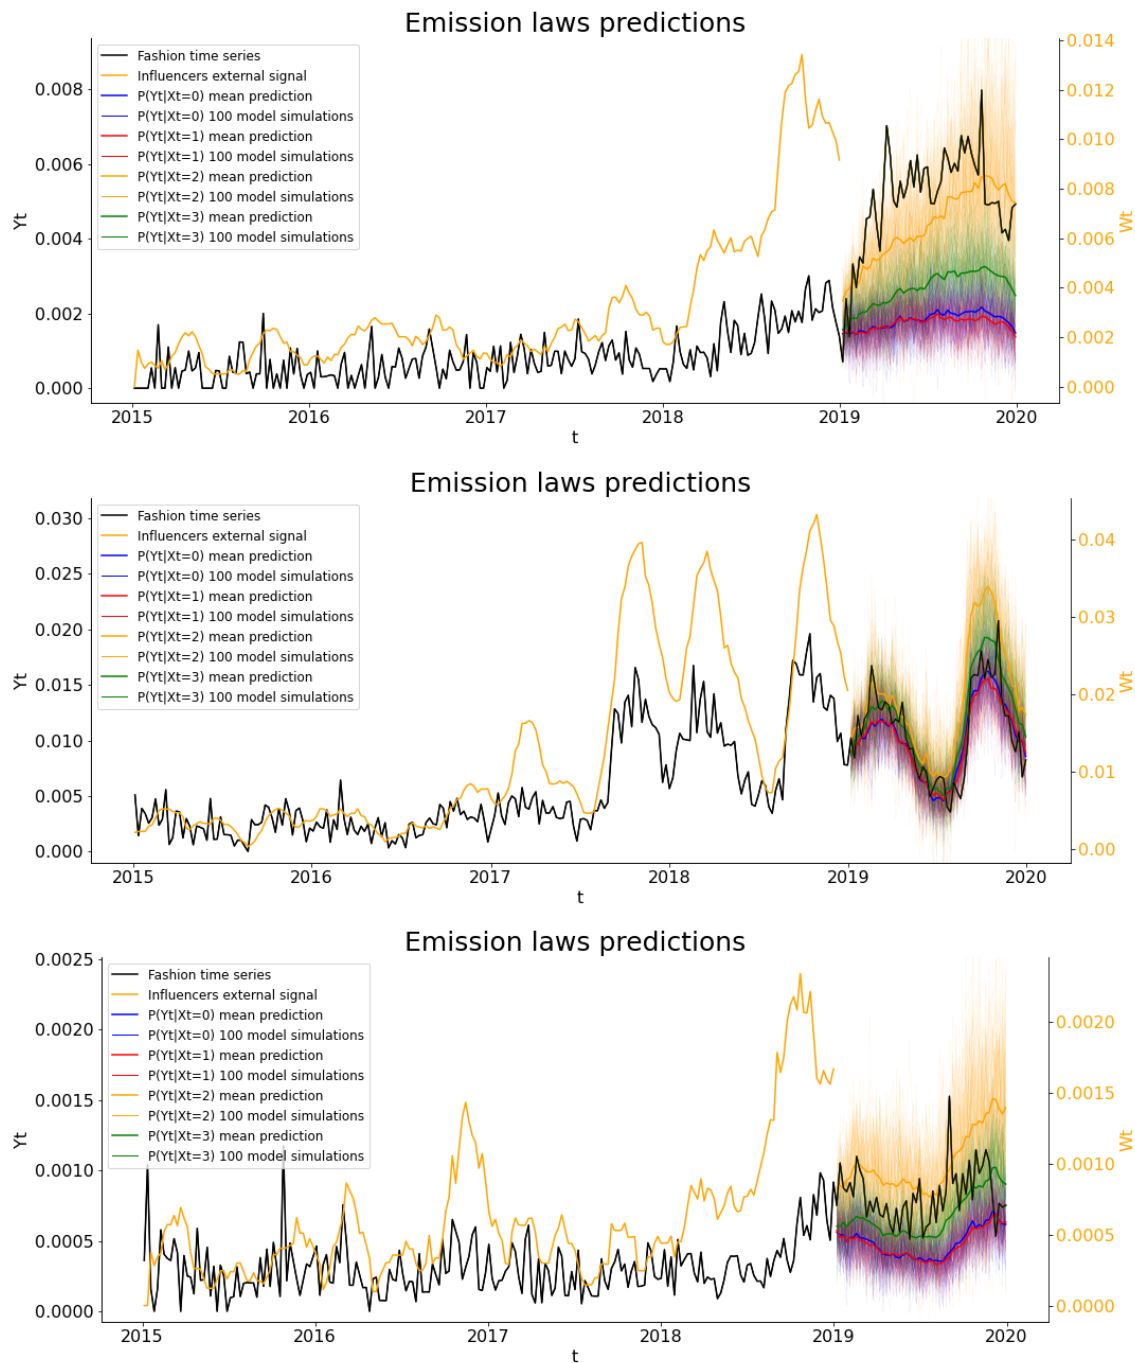 Emission laws predictions
Fashion time series
Influencers external signal
P(Yt|Xt=0) mean prediction
P(Yt|Xt=0) 100 model simulations
P(Yt|Xt=1) mean prediction
P(Yt|Xt=1) 100 model simulations
P(Yt|Xt=2) mean prediction
P(Yt|Xt=2) 100 model simulations
P(Yt|Xt=3) mean prediction
P(Yt|Xt=3) 100 model simulations
0.008
0.006
0.004
0.002
0.000
Yt
0.014
0.012
0.010
0.008
0.006
0.004
0.002
0.000
Wt
2015 2016 2017 2018 2019 2020
t
Emission laws predictions
Fashion time series
Influencers external signal
P(Yt|Xt=0) mean prediction
P(Yt|Xt=0) 100 model simulations
P(Yt|Xt=1) mean prediction
P(Yt|Xt=1) 100 model simulations
P(Yt|Xt=2) mean prediction
P(Yt|Xt=2) 100 model simulations
P(Yt|Xt=3) mean prediction
P(Yt|Xt=3) 100 model simulations
0.030
0.025
0.020
0.015
0.010
0.005
0.000
Yt
0.04
0.03
0.02
0.01
0.00
Wt
2015 2016 2017 2018 2019 2020
t
Emission laws predictions
Fashion time series
Influencers external signal
P(Yt|Xt=0) mean prediction
P(Yt|Xt=0) 100 model simulations
P(Yt|Xt=1) mean prediction
P(Yt|Xt=1) 100 model simulations
P(Yt|Xt=2) mean prediction
P(Yt|Xt=2) 100 model simulations
P(Yt|Xt=3) mean prediction
P(Yt|Xt=3) 100 model simulations
0.0025
0.0020
0.0015
0.0010
0.0005
0.0000
Yt
0.0020
0.0015
0.0010
0.0005
0.0000
Wt
2015 2016 2017 2018 2019 2020
t